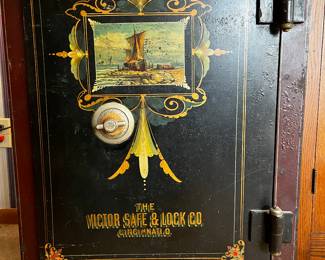 THE
VICTOR SAFE & LOCK CO.
CINCINNATI.O.